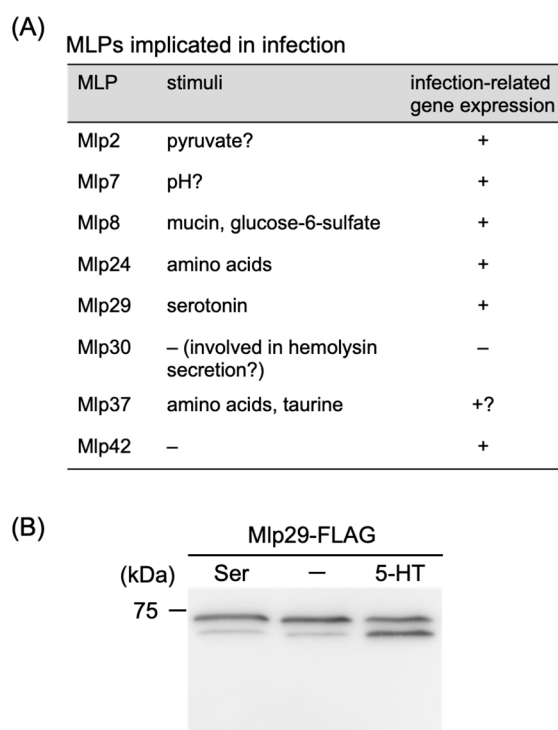 (A)
MLPs implicated in infection
MLP stimuli infection-related
gene expression
Mlp2 pyruvate? +
Mlp7 pH? +
Mlp8 mucin, glucose-6-sulfate +
Mlp24 amino acids +
Mlp29 serotonin +
Mlp30 – (involved in hemolysin –
secretion?)
Mlp37 amino acids, taurine +?
Mlp42 – +
(B)
Mlp29-FLAG
(kDa) Ser – 5-HT
75 –